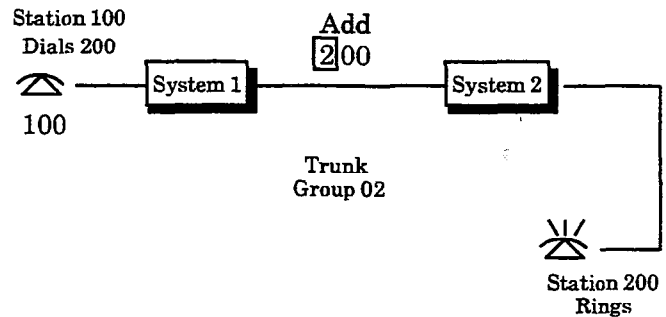 Station 100
Dials 200
100
System 1
Add
200
Trunk
Group 02
System 2
Station 200
Rings